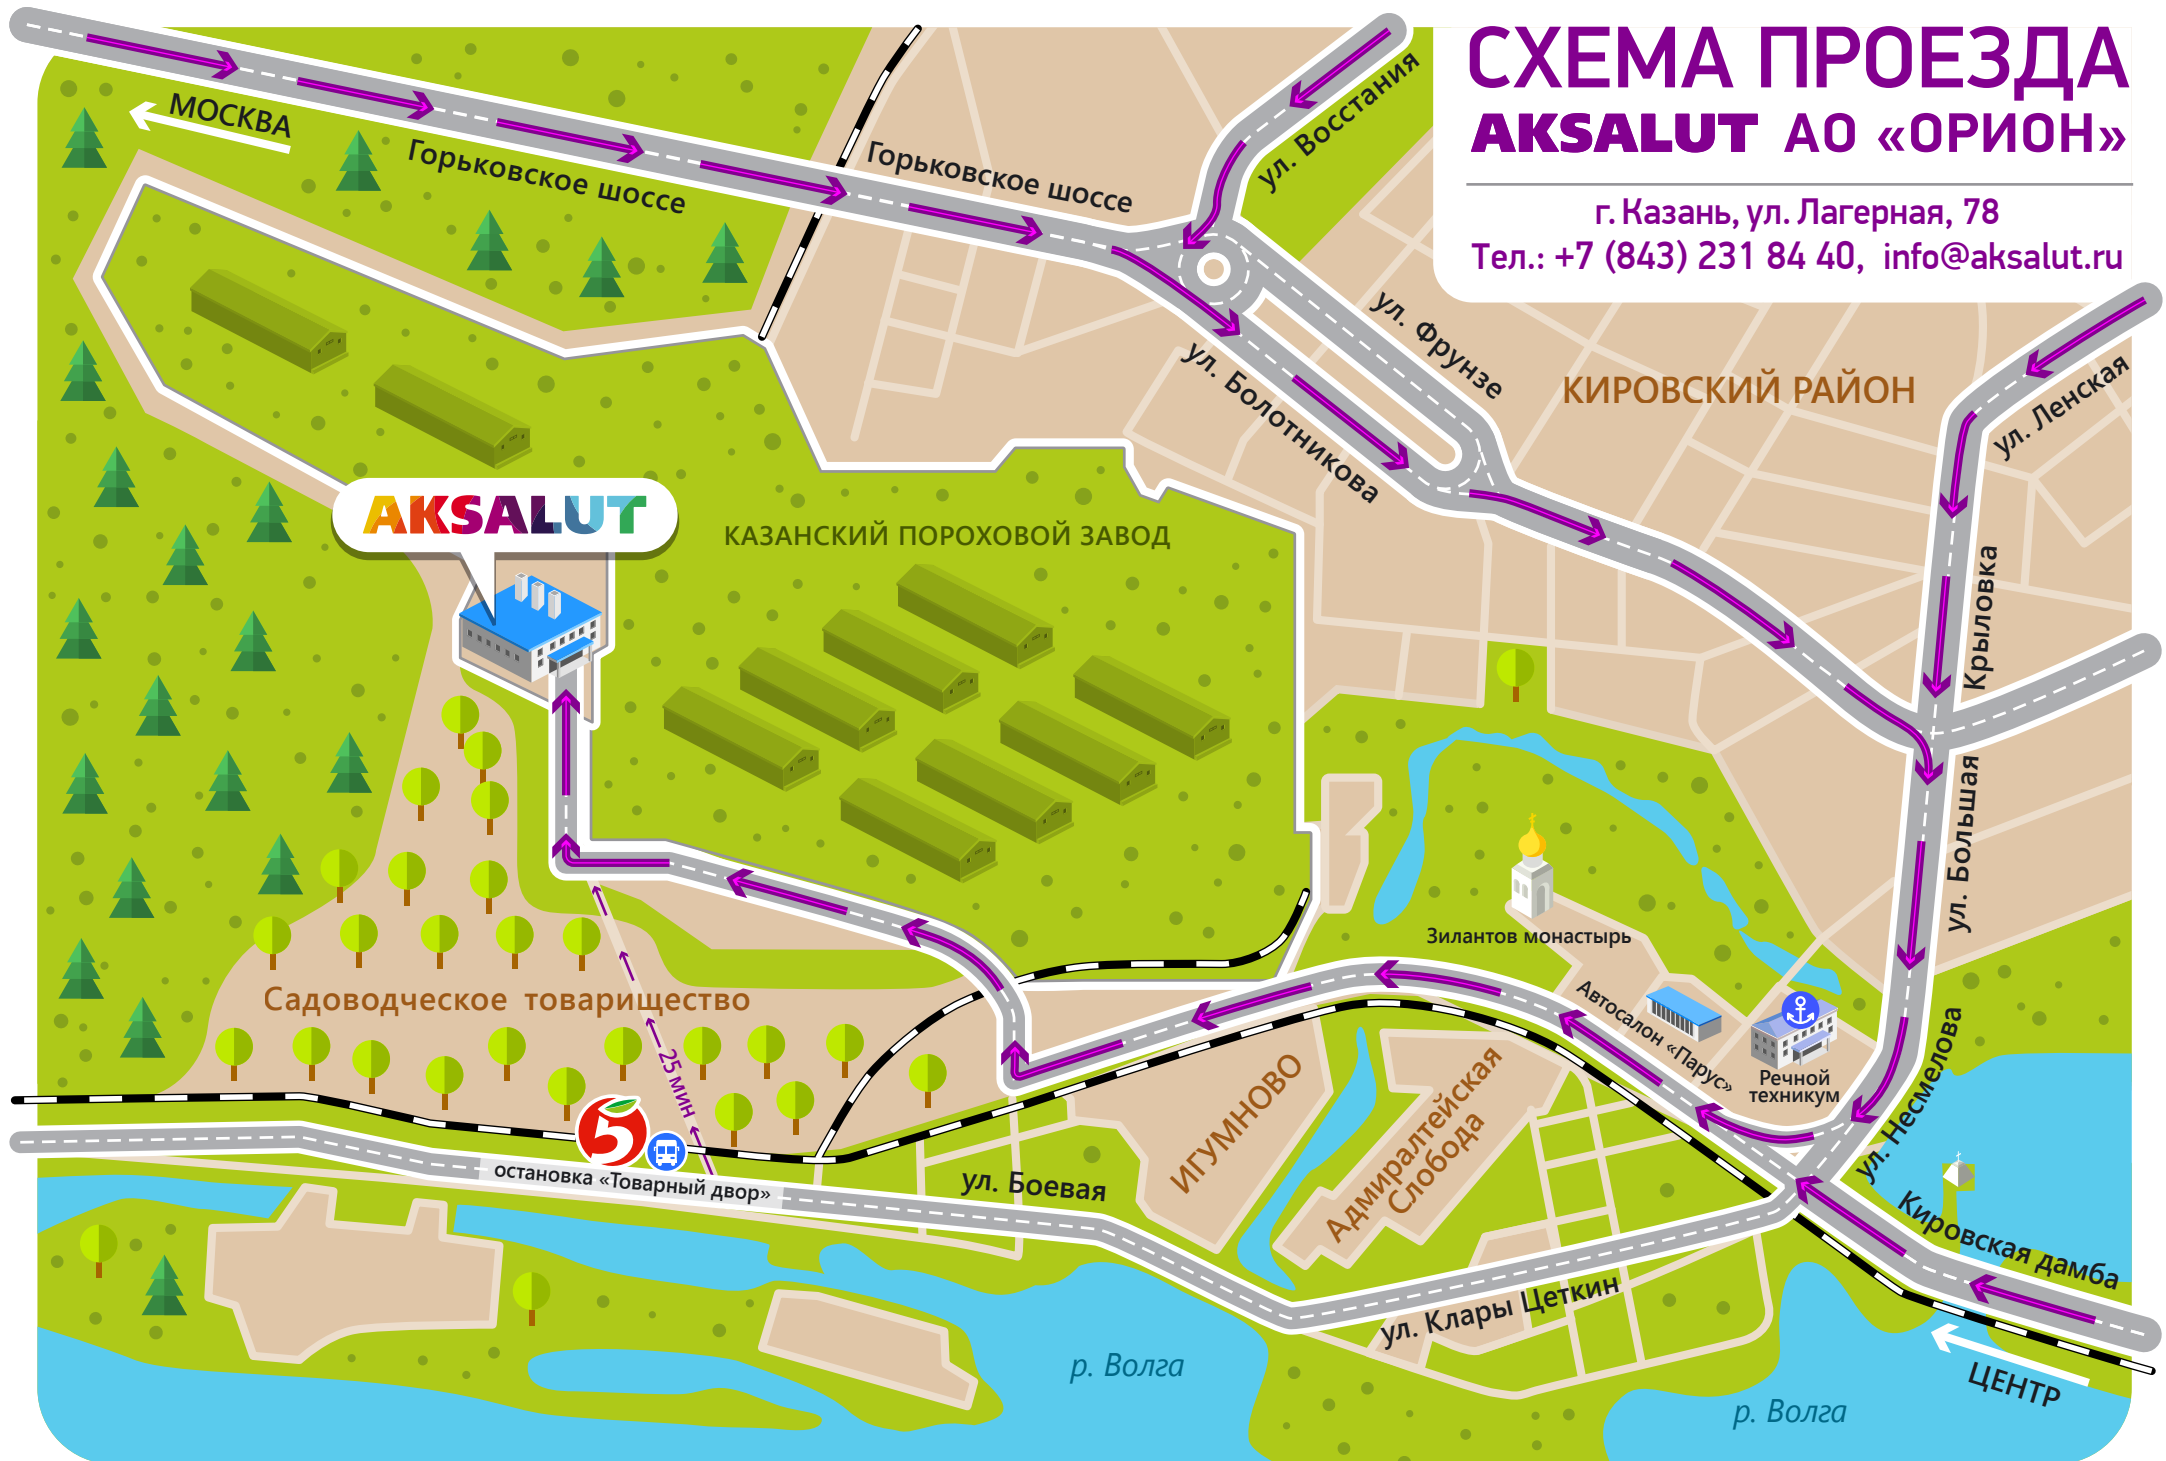 СХЕМА ПРОЕЗДА
AKSALUT АО «ОРИОН»
г. Казань, ул. Лагерная, 78
Тел.: +7 (843) 231 84 40, info@aksalut.ru
МОСКВА
Горьковское шоссе
Горьковское шоссе
ул. Восстания
ул. Фрунзе
ул. Болотникова
КИРОВСКИЙ РАЙОН
ул. Ленская
AKSALUT
КАЗАНСКИЙ ПОРОХОВОЙ ЗАВОД
ул. Большая Крыловка
Зилантов монастырь
Автосалон «Парус»
Речной
техникум
ул. Несмелова
Садоводческое товарищество
25 мин
5
остановка «Товарный двор»
ул. Боевая
ИГУМНОВО
Адмиралтейская
Слобода
Кировская дамба
ул. Клары Цеткин
ЦЕНТР
р. Волга
р. Волга